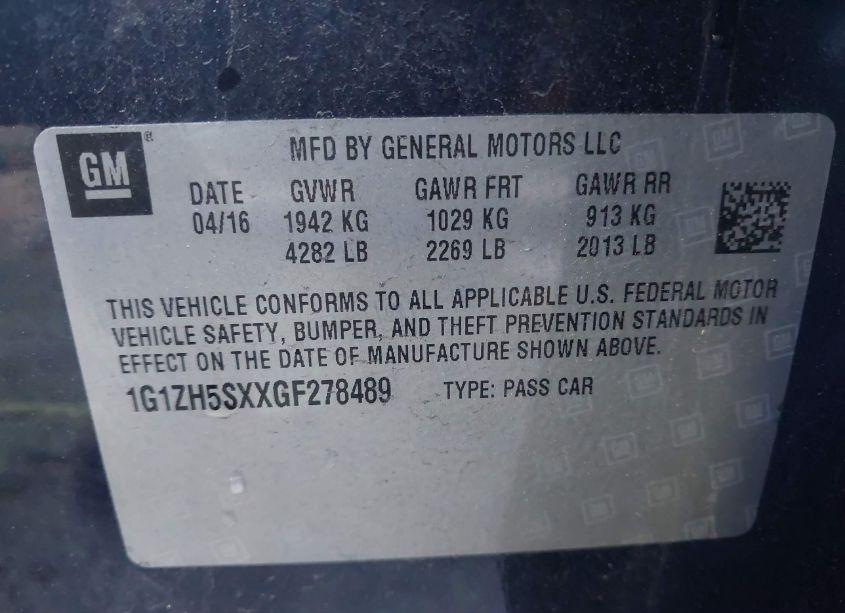 GM®
MFD BY GENERAL MOTORS LLC
DATE GVWR GAWR FRT GAWR RR
04/16 1942 KG 1029 KG 913 KG
4282 LB 2269 LB 2013 LB
THIS VEHICLE CONFORMS TO ALL APPLICABLE U.S. FEDERAL MOTOR
VEHICLE SAFETY, BUMPER, AND THEFT PREVENTION STANDARDS IN
EFFECT ON THE DATE OF MANUFACTURE SHOWN ABOVE.
1G1ZH5SXXGF278489 TYPE: PASS CAR